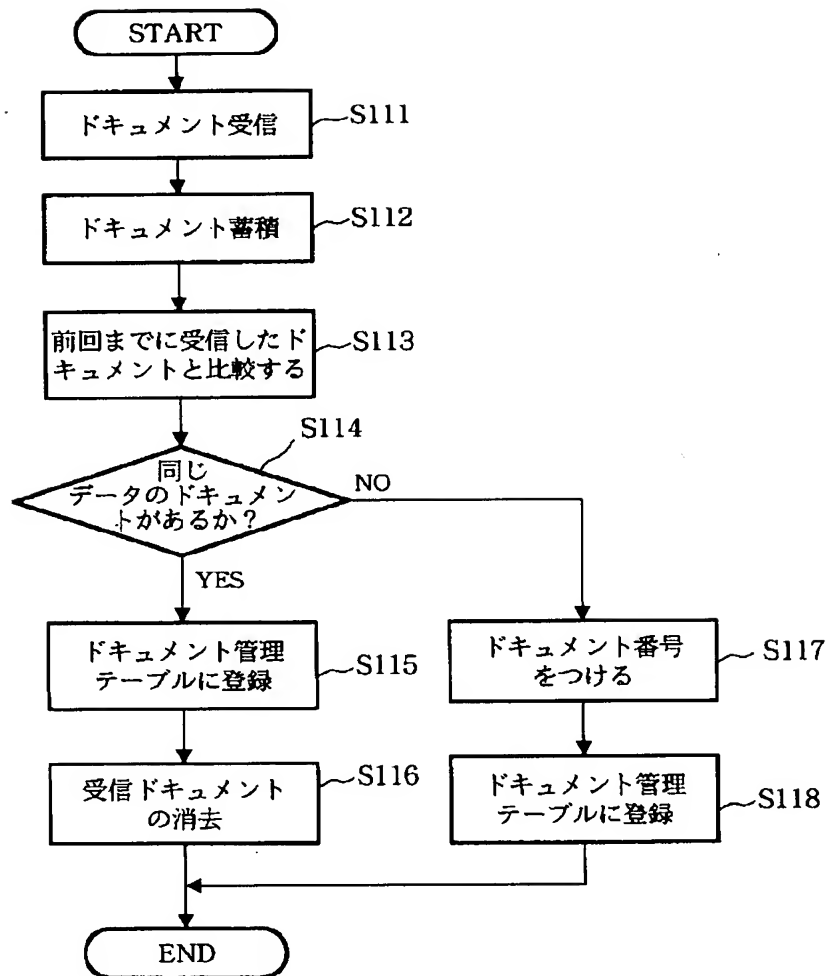 START
ドキュメント受信
S111
ドキュメント蓄積
S112
前回までに受信したド
キュメントと比較する
S113
S114
同じ
データのドキュメン
トがあるか？
NO
YES
ドキュメント管理
テーブルに登録
S115
ドキュメント番号
をつける
S117
受信ドキュメント
の消去
S116
ドキュメント管理
テーブルに登録
S118
END